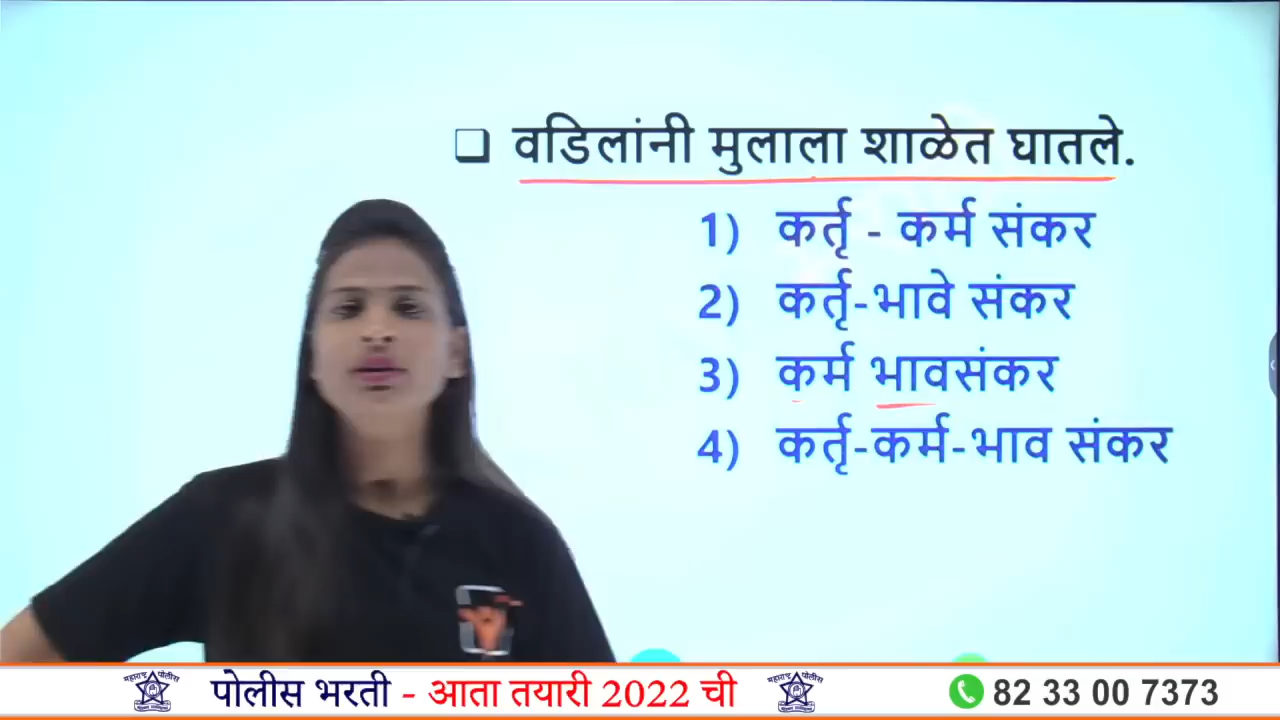 ❑ वडिलांनी मुलाला शाळेत घातले.
1) कर्तृ - कर्म संकर
2) कर्तृ-भावे संकर
3) कर्म भावसंकर
4) कर्तृ-कर्म-भाव संकर
पोलीस भरती - आता तयारी 2022 ची
82 33 00 7373